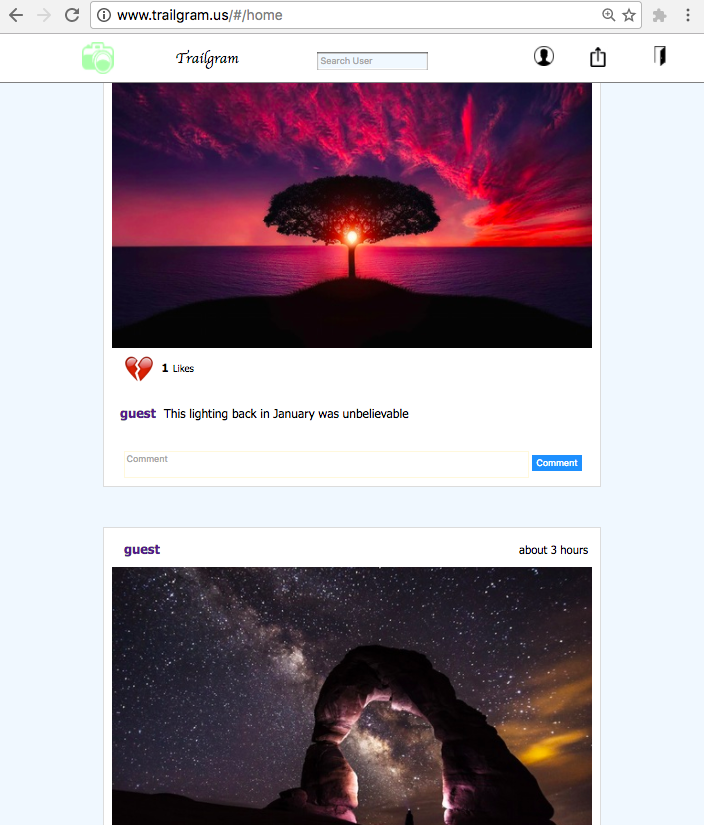 www.trailgram.us/#/home
Trailgram
Search User
1 Likes
guest This lighting back in January was unbelievable
Comment
Comment
guest
about 3 hours